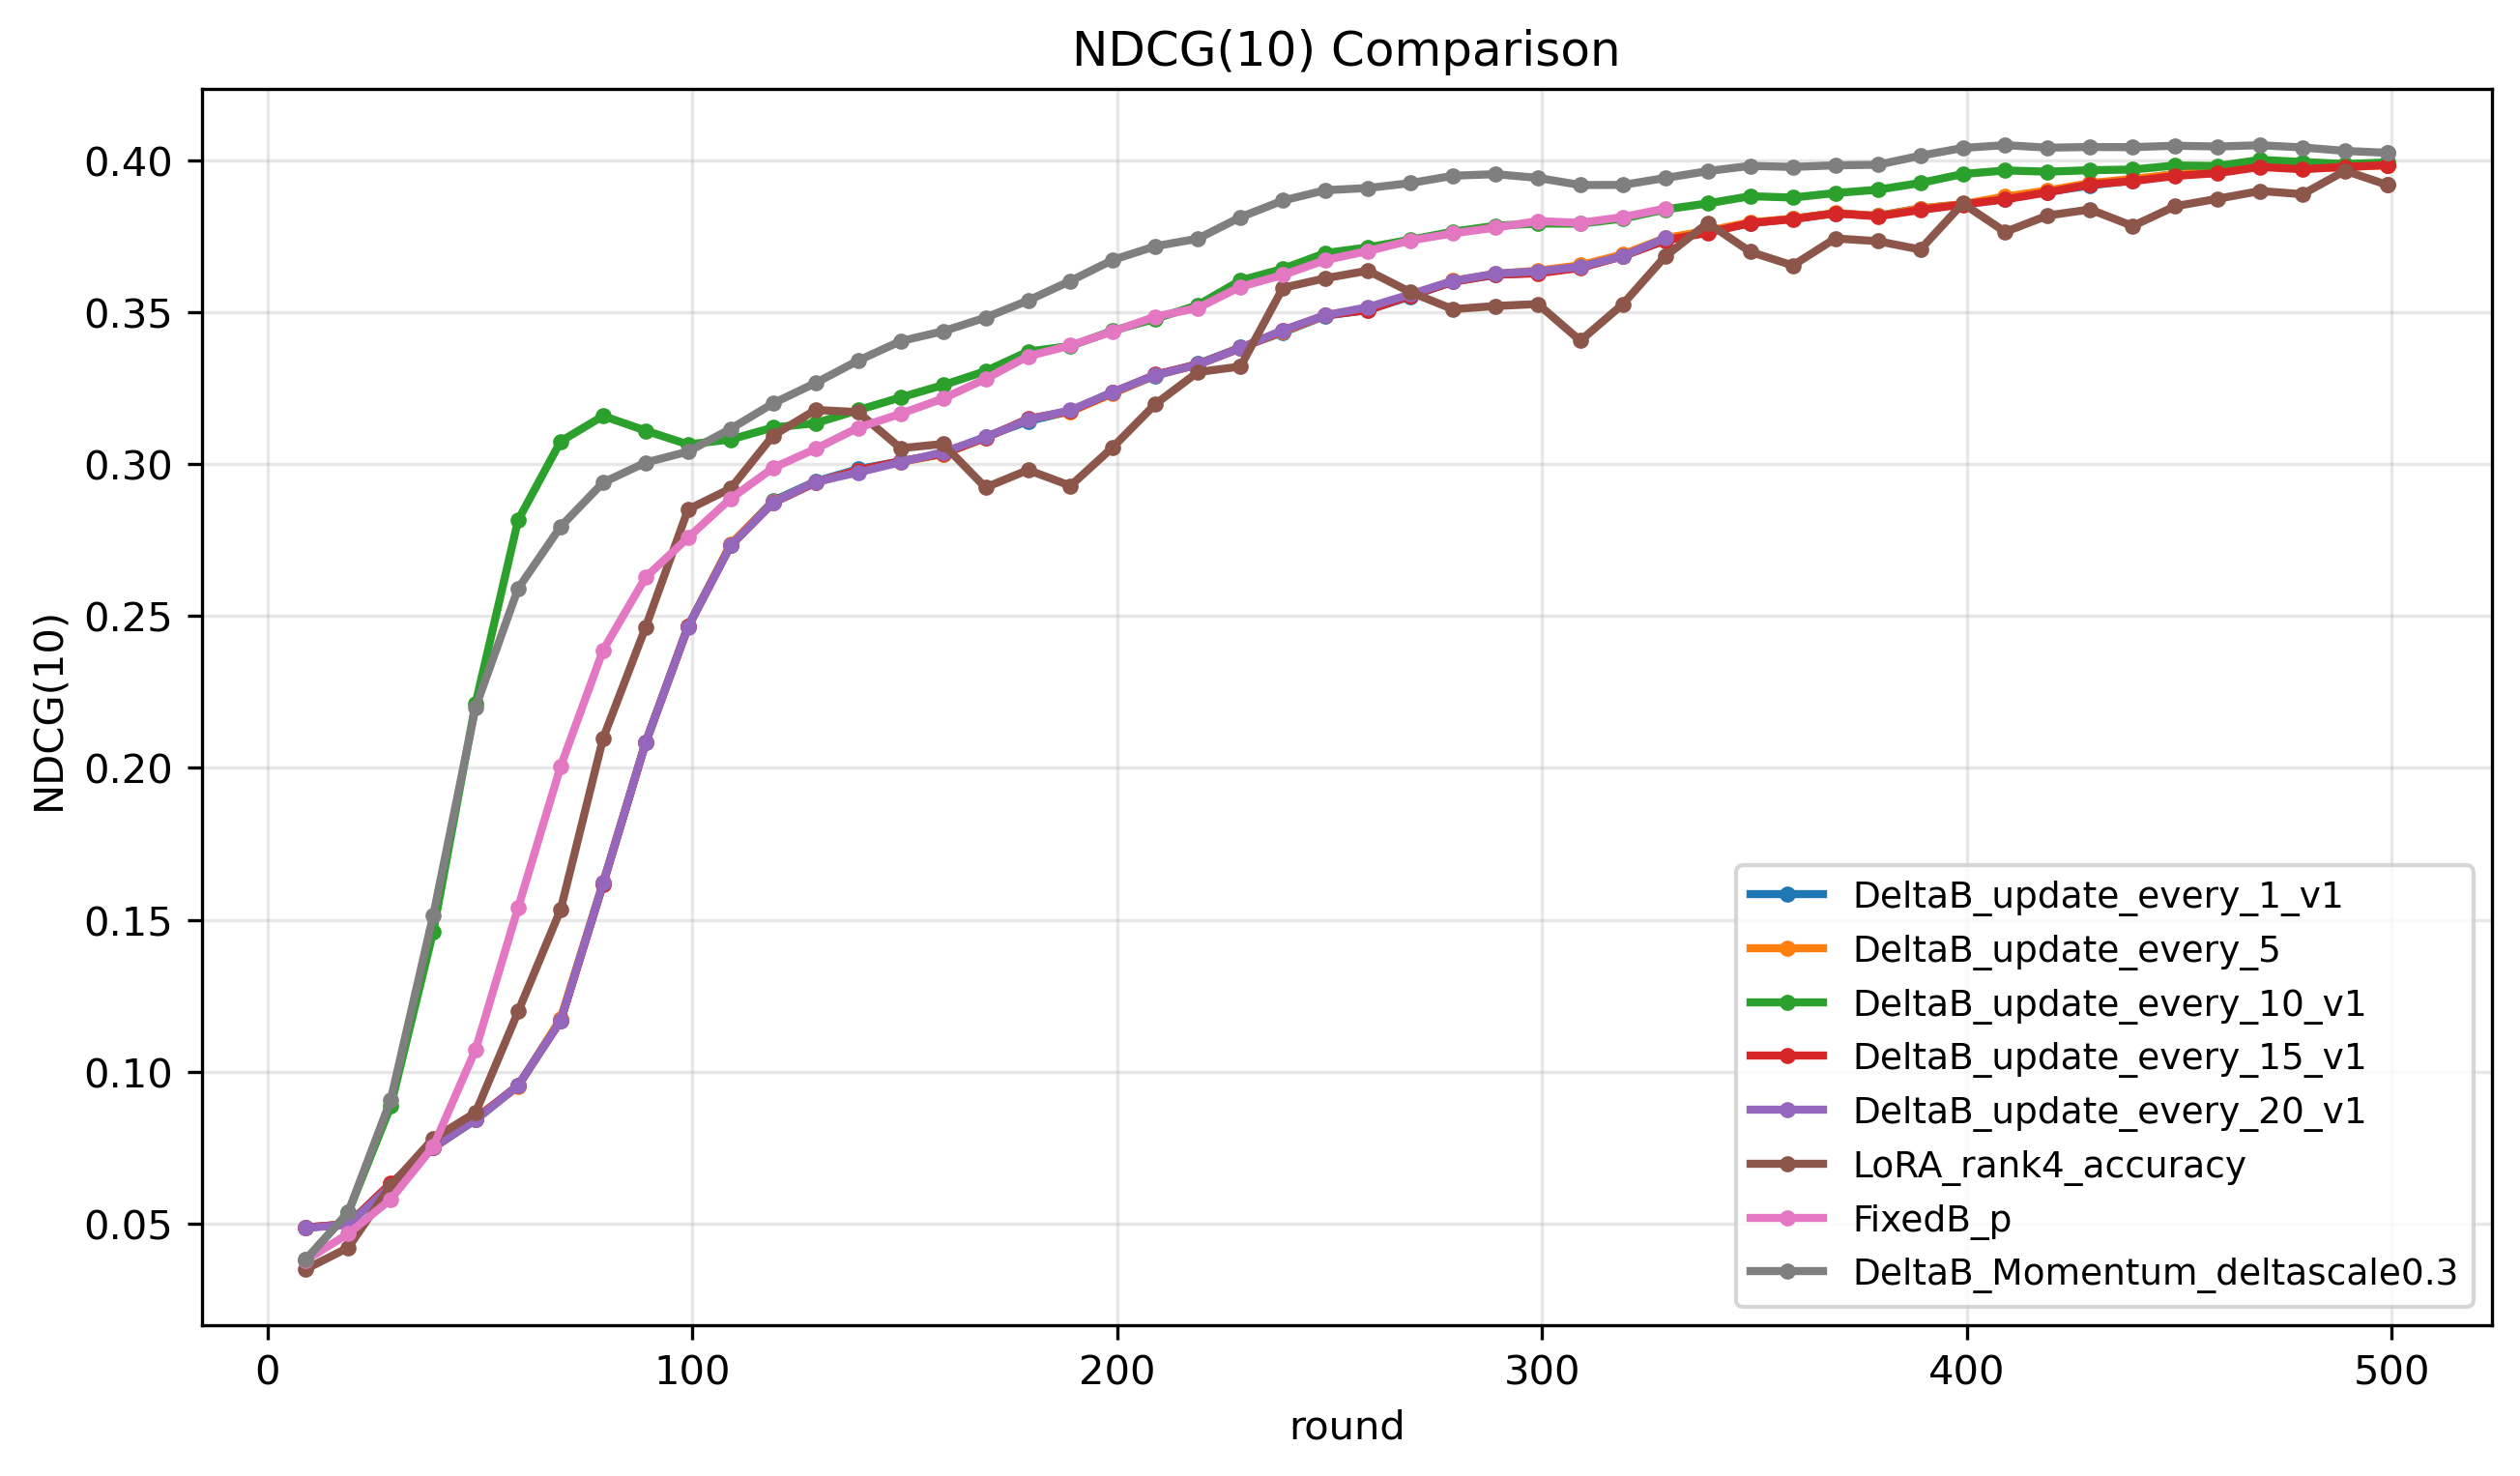 NDCG(10) Comparison
NDCG(10)
0.40
0.35
0.30
0.25
0.20
0.15
0.10
0.05
0
100
200
300
400
500
round
DeltaB_update_every_1_v1
DeltaB_update_every_5
DeltaB_update_every_10_v1
DeltaB_update_every_15_v1
DeltaB_update_every_20_v1
LoRA_rank4_accuracy
FixedB_p
DeltaB_Momentum_deltascale0.3